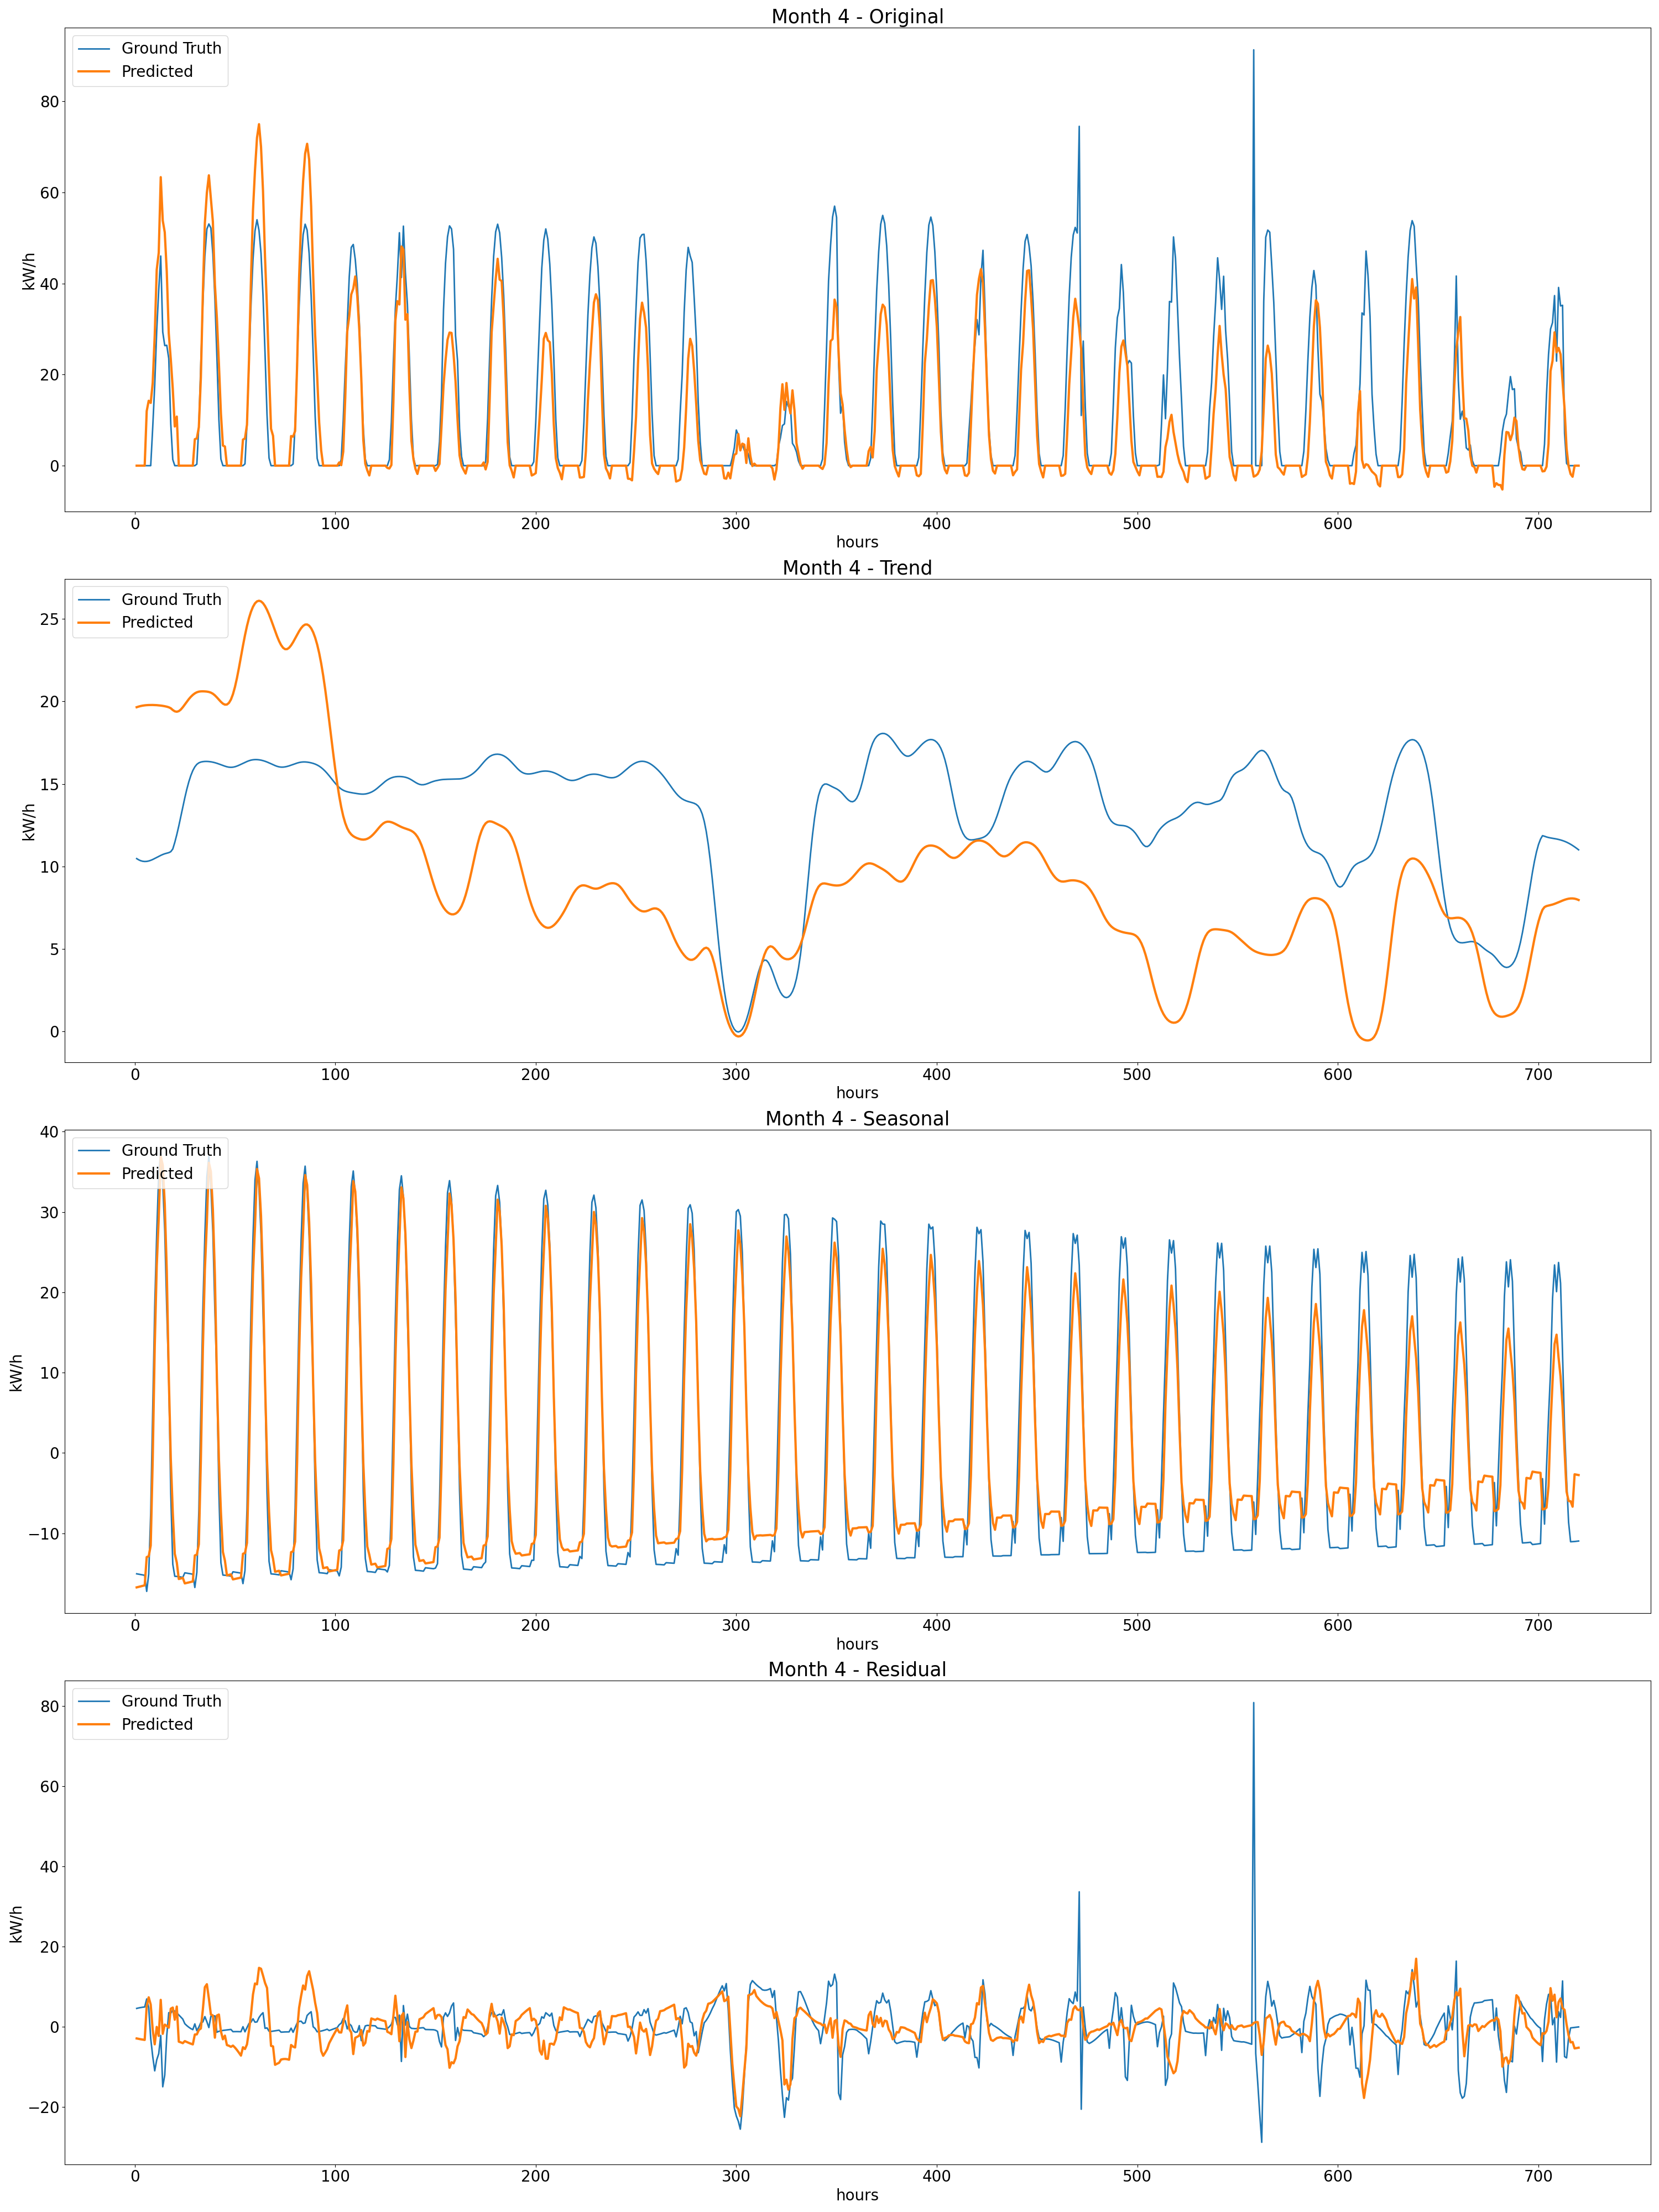 Month 4 - Original
Ground Truth
Predicted
kW/h
80
60
40
20
0
0 100 200 300 400 500 600 700
hours
Month 4 - Trend
Ground Truth
Predicted
kW/h
25
20
15
10
5
0
0 100 200 300 400 500 600 700
hours
Month 4 - Seasonal
Ground Truth
Predicted
kW/h
40
30
20
10
0
−10
0 100 200 300 400 500 600 700
hours
Month 4 - Residual
Ground Truth
Predicted
kW/h
80
60
40
20
0
−20
0 100 200 300 400 500 600 700
hours